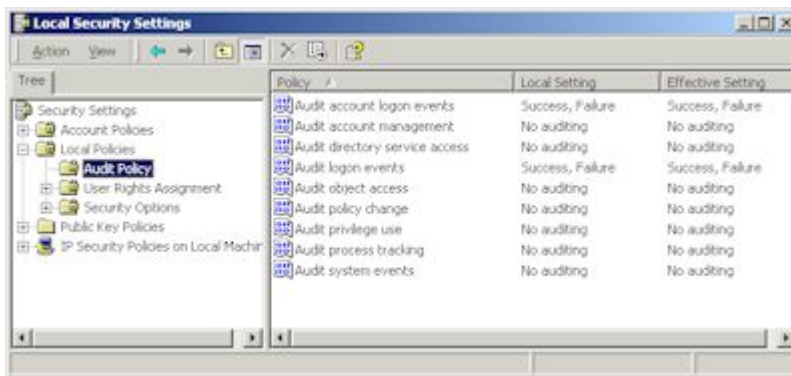 Local Security Settings
Action View
Tree
Security Settings
Account Policies
Local Policies
Audit Policy
User Rights Assignment
Security Options
Public Key Policies
IP Security Policies on Local Machin
Policy Local Setting Effective Setting
Audit account logon events Success, Failure Success, Failure
Audit account management No auditing No auditing
Audit directory service access No auditing No auditing
Audit logon events Success, Failure Success, Failure
Audit object access No auditing No auditing
Audit policy change No auditing No auditing
Audit privilege use No auditing No auditing
Audit process tracking No auditing No auditing
Audit system events No auditing No auditing